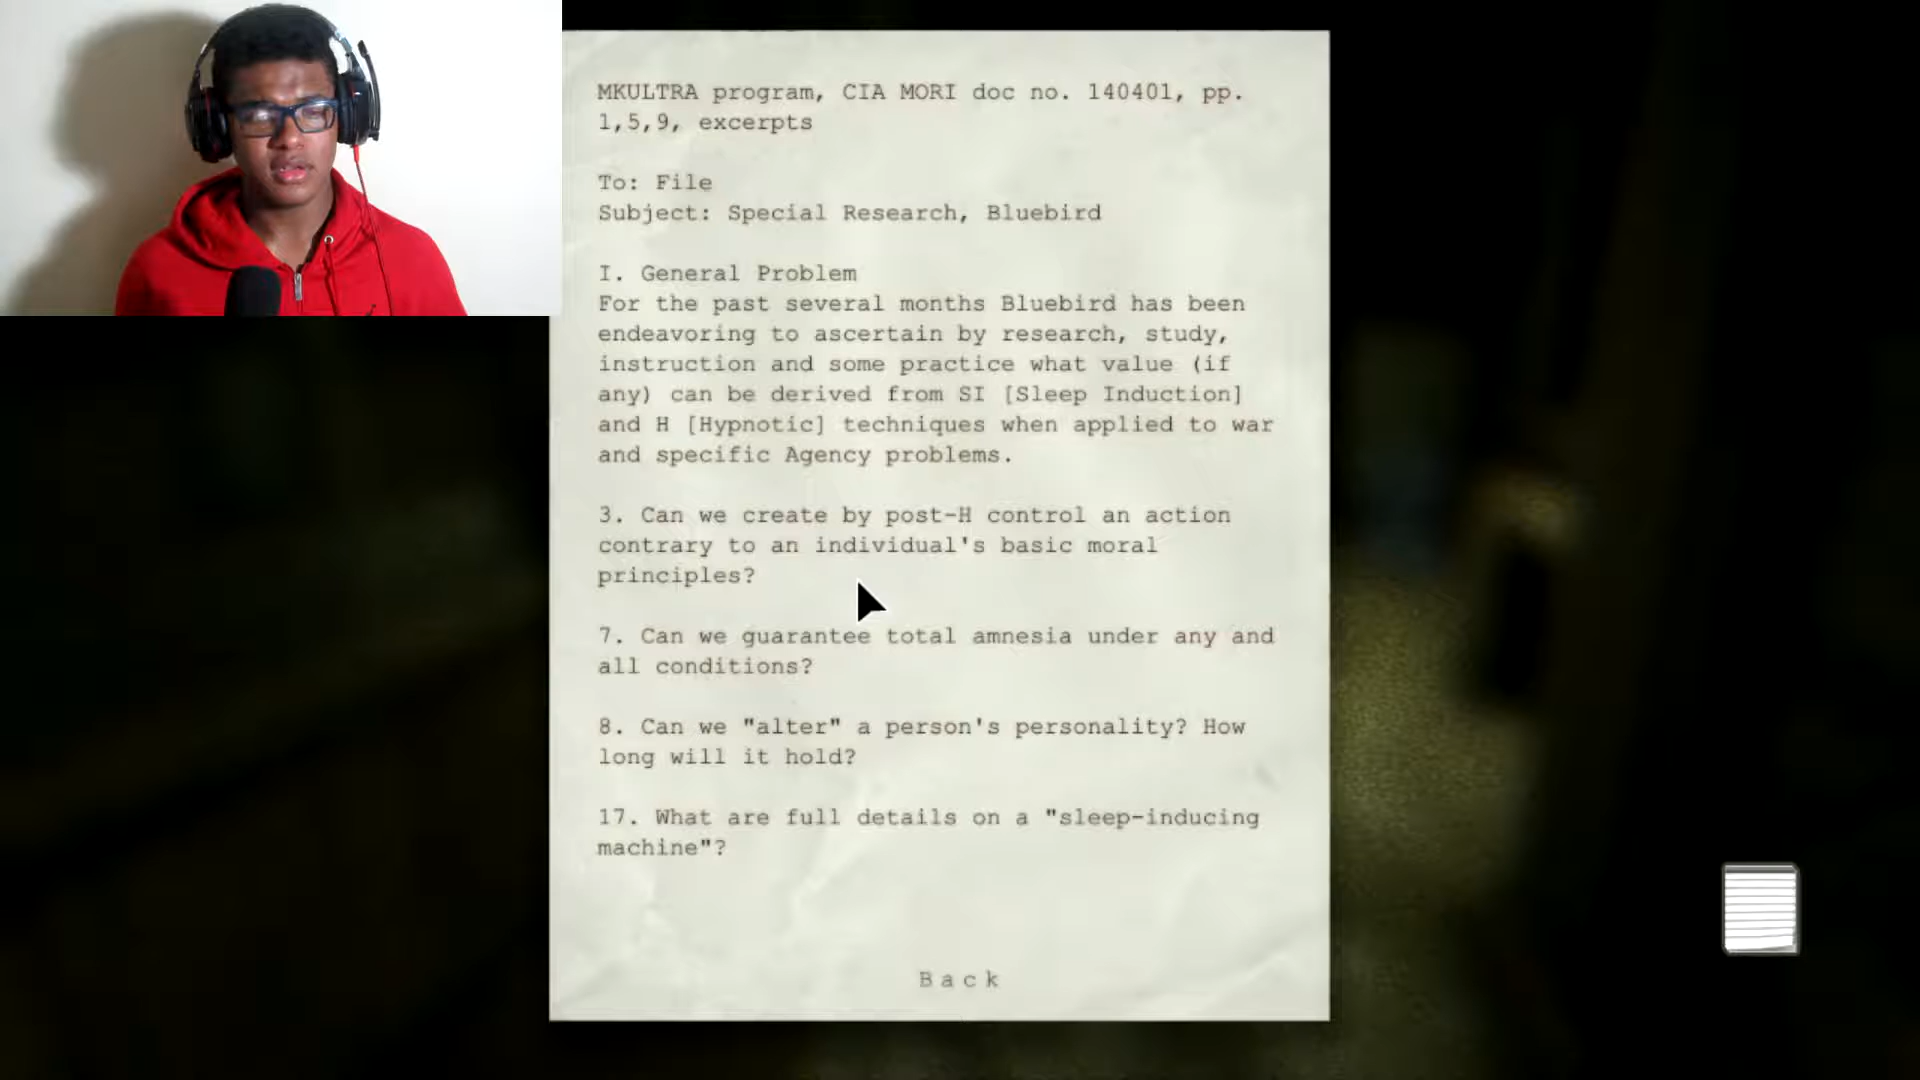 MKULTRA program, CIA MORI doc no. 140401, pp.
1,5,9, excerpts
To: File
Subject: Special Research, Bluebird
I. General Problem
For the past several months Bluebird has been
endeavoring to ascertain by research, study,
instruction and some practice what value (if
any) can be derived from SI [Sleep Induction]
and H [Hypnotic] techniques when applied to war
and specific Agency problems.
3. Can we create by post-H control an action
contrary to an individual's basic moral
principles?
7. Can we guarantee total amnesia under any and
all conditions?
8. Can we "alter" a person's personality? How
long will it hold?
17. What are full details on a "sleep-inducing
machine"?
Back